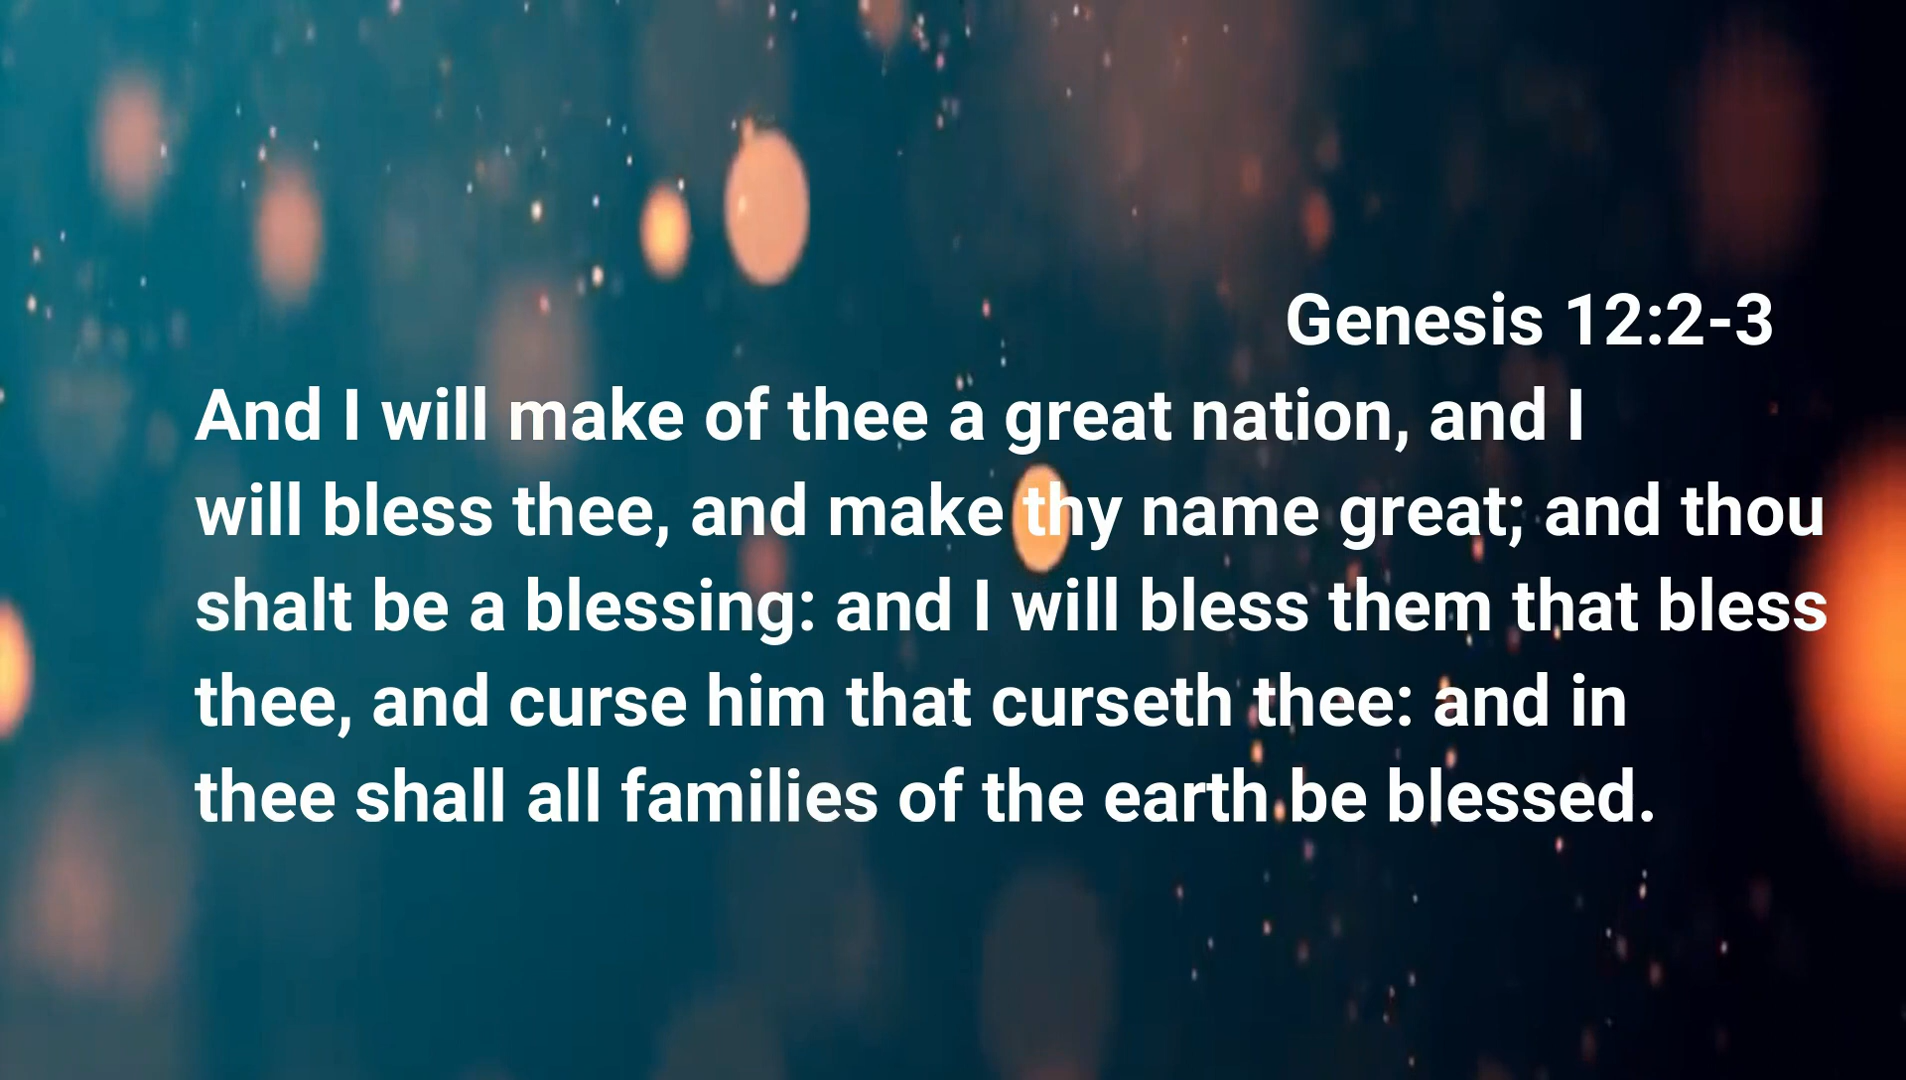 Genesis 12:2-3
And I will make of thee a great nation, and I
will bless thee, and make thy name great; and thou
shalt be a blessing: and I will bless them that bless
thee, and curse him that curseth thee: and in
thee shall all families of the earth be blessed.